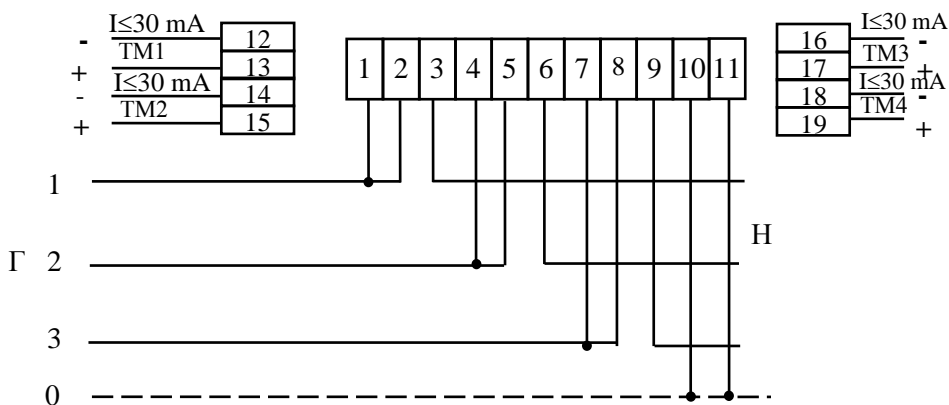 I≤30 mA
- 12
TM1
+ 13
I≤30 mA
- 14
TM2
+ 15
1 2 3 4 5 6 7 8 9 10 11
I≤30 mA
16 -
TM3
17 +
I≤30 mA
18 -
TM4
19 +
1
Г 2
Н
3
0